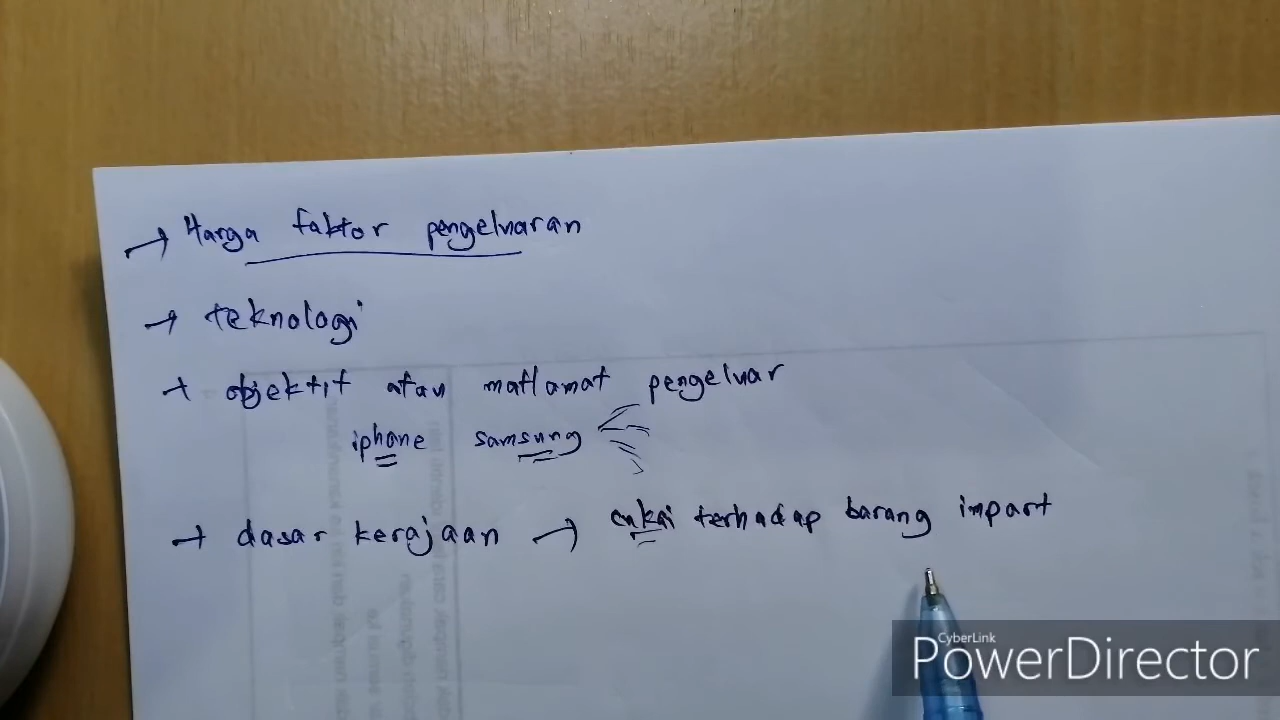 → Harga faktor pengeluaran
→ teknologi
→ objektif atau matlamat pengeluar
iphone samsung
→ dasar kerajaan → cukai terhadap barang import
CyberLink
PowerDirector